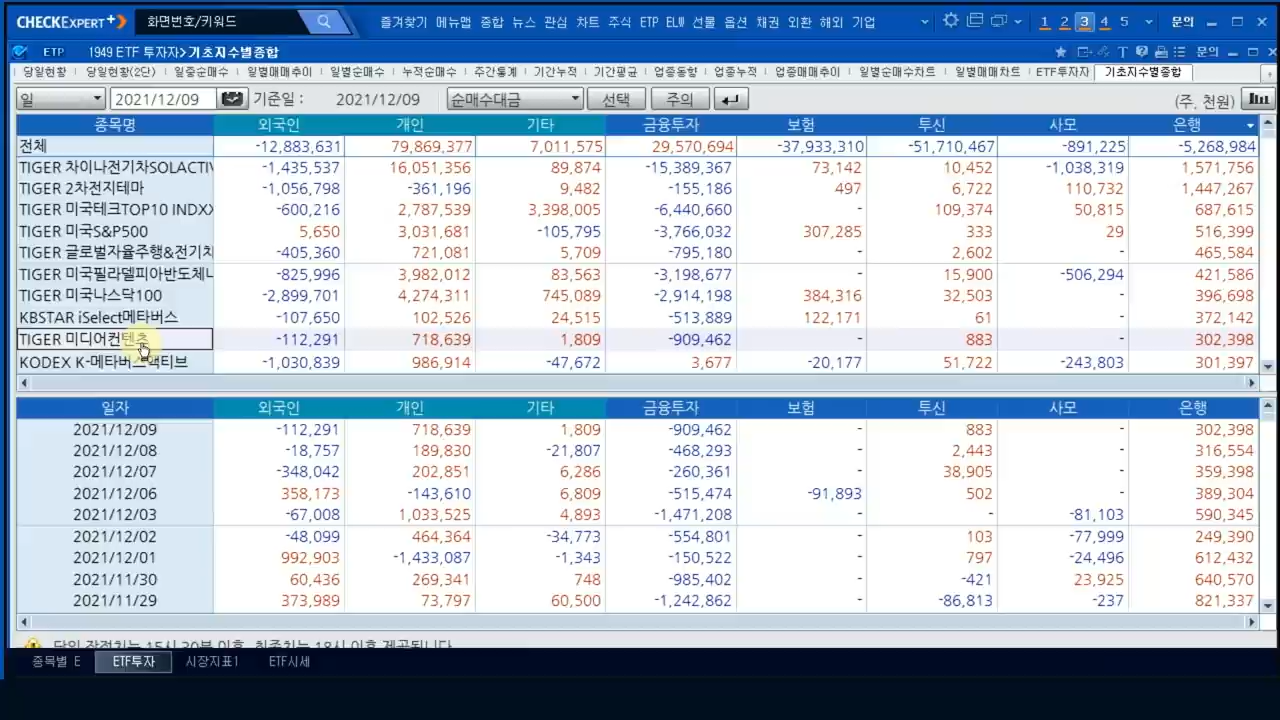 CHECK EXPERT+ 화면번호/키워드 즐겨찾기 메뉴맵 종합 뉴스 관심 차트 주식 ETP ELW 선물 옵션 채권 외환 해외 기업 1 2 3 4 5 문의
ETP 1949 ETF 투자자>기초지수별종합 T 문의
당일현황 당일현황(2단) 일중순매수 일별매매추이 일별순매수 누적순매수 주간통계 기간누적 기간평균 업종동향 업종누적 업종매매추이 일별순매수차트 일별매매차트 ETF투자자 기초지수별종합
일 2021/12/09 기준일 : 2021/12/09 순매수대금 선택 주의 (주, 천원)
종목명 외국인 개인 기타 금융투자 보험 투신 사모 은행
전체 -12,883,631 79,869,377 7,011,575 29,570,694 -37,933,310 -51,710,467 -891,225 -5,268,984
TIGER 차이나전기차SOLACTIV -1,435,537 16,051,356 89,874 -15,389,367 73,142 10,452 -1,038,319 1,571,756
TIGER 2차전지테마 -1,056,798 -361,196 9,482 -155,186 497 6,722 110,732 1,447,267
TIGER 미국테크TOP10 INDXX -600,216 2,787,539 3,398,005 -6,440,660 - 109,374 50,815 687,615
TIGER 미국S&P500 5,650 3,031,681 -105,795 -3,766,032 307,285 333 29 516,399
TIGER 글로벌자율주행&전기차 -405,360 721,081 5,709 -795,180 - 2,602 - 465,584
TIGER 미국필라델피아반도체나 -825,996 3,982,012 83,563 -3,198,677 - 15,900 -506,294 421,586
TIGER 미국나스닥100 -2,899,701 4,274,311 745,089 -2,914,198 384,316 32,503 - 396,698
KBSTAR iSelect메타버스 -107,650 102,526 24,515 -513,889 122,171 61 - 372,142
TIGER 미디어컨텐츠 -112,291 718,639 1,809 -909,462 - 883 - 302,398
KODEX K-메타버스액티브 -1,030,839 986,914 -47,672 3,677 -20,177 51,722 -243,803 301,397
일자 외국인 개인 기타 금융투자 보험 투신 사모 은행
2021/12/09 -112,291 718,639 1,809 -909,462 - 883 - 302,398
2021/12/08 -18,757 189,830 -21,807 -468,293 - 2,443 - 316,554
2021/12/07 -348,042 202,851 6,286 -260,361 - 38,905 - 359,398
2021/12/06 358,173 -143,610 6,809 -515,474 -91,893 502 - 389,304
2021/12/03 -67,008 1,033,525 4,893 -1,471,208 - - -81,103 590,345
2021/12/02 -48,099 464,364 -34,773 -554,801 - 103 -77,999 249,390
2021/12/01 992,903 -1,433,087 -1,343 -150,522 - 797 -24,496 612,432
2021/11/30 60,436 269,341 748 -985,402 - -421 23,925 640,570
2021/11/29 373,989 73,797 60,500 -1,242,862 - -86,813 -237 821,337
당일 잠정치는 15시 30분 이후, 최종치는 18시 이후 제공됩니다
종목별 E ETF투자 시장지표1 ETF시세